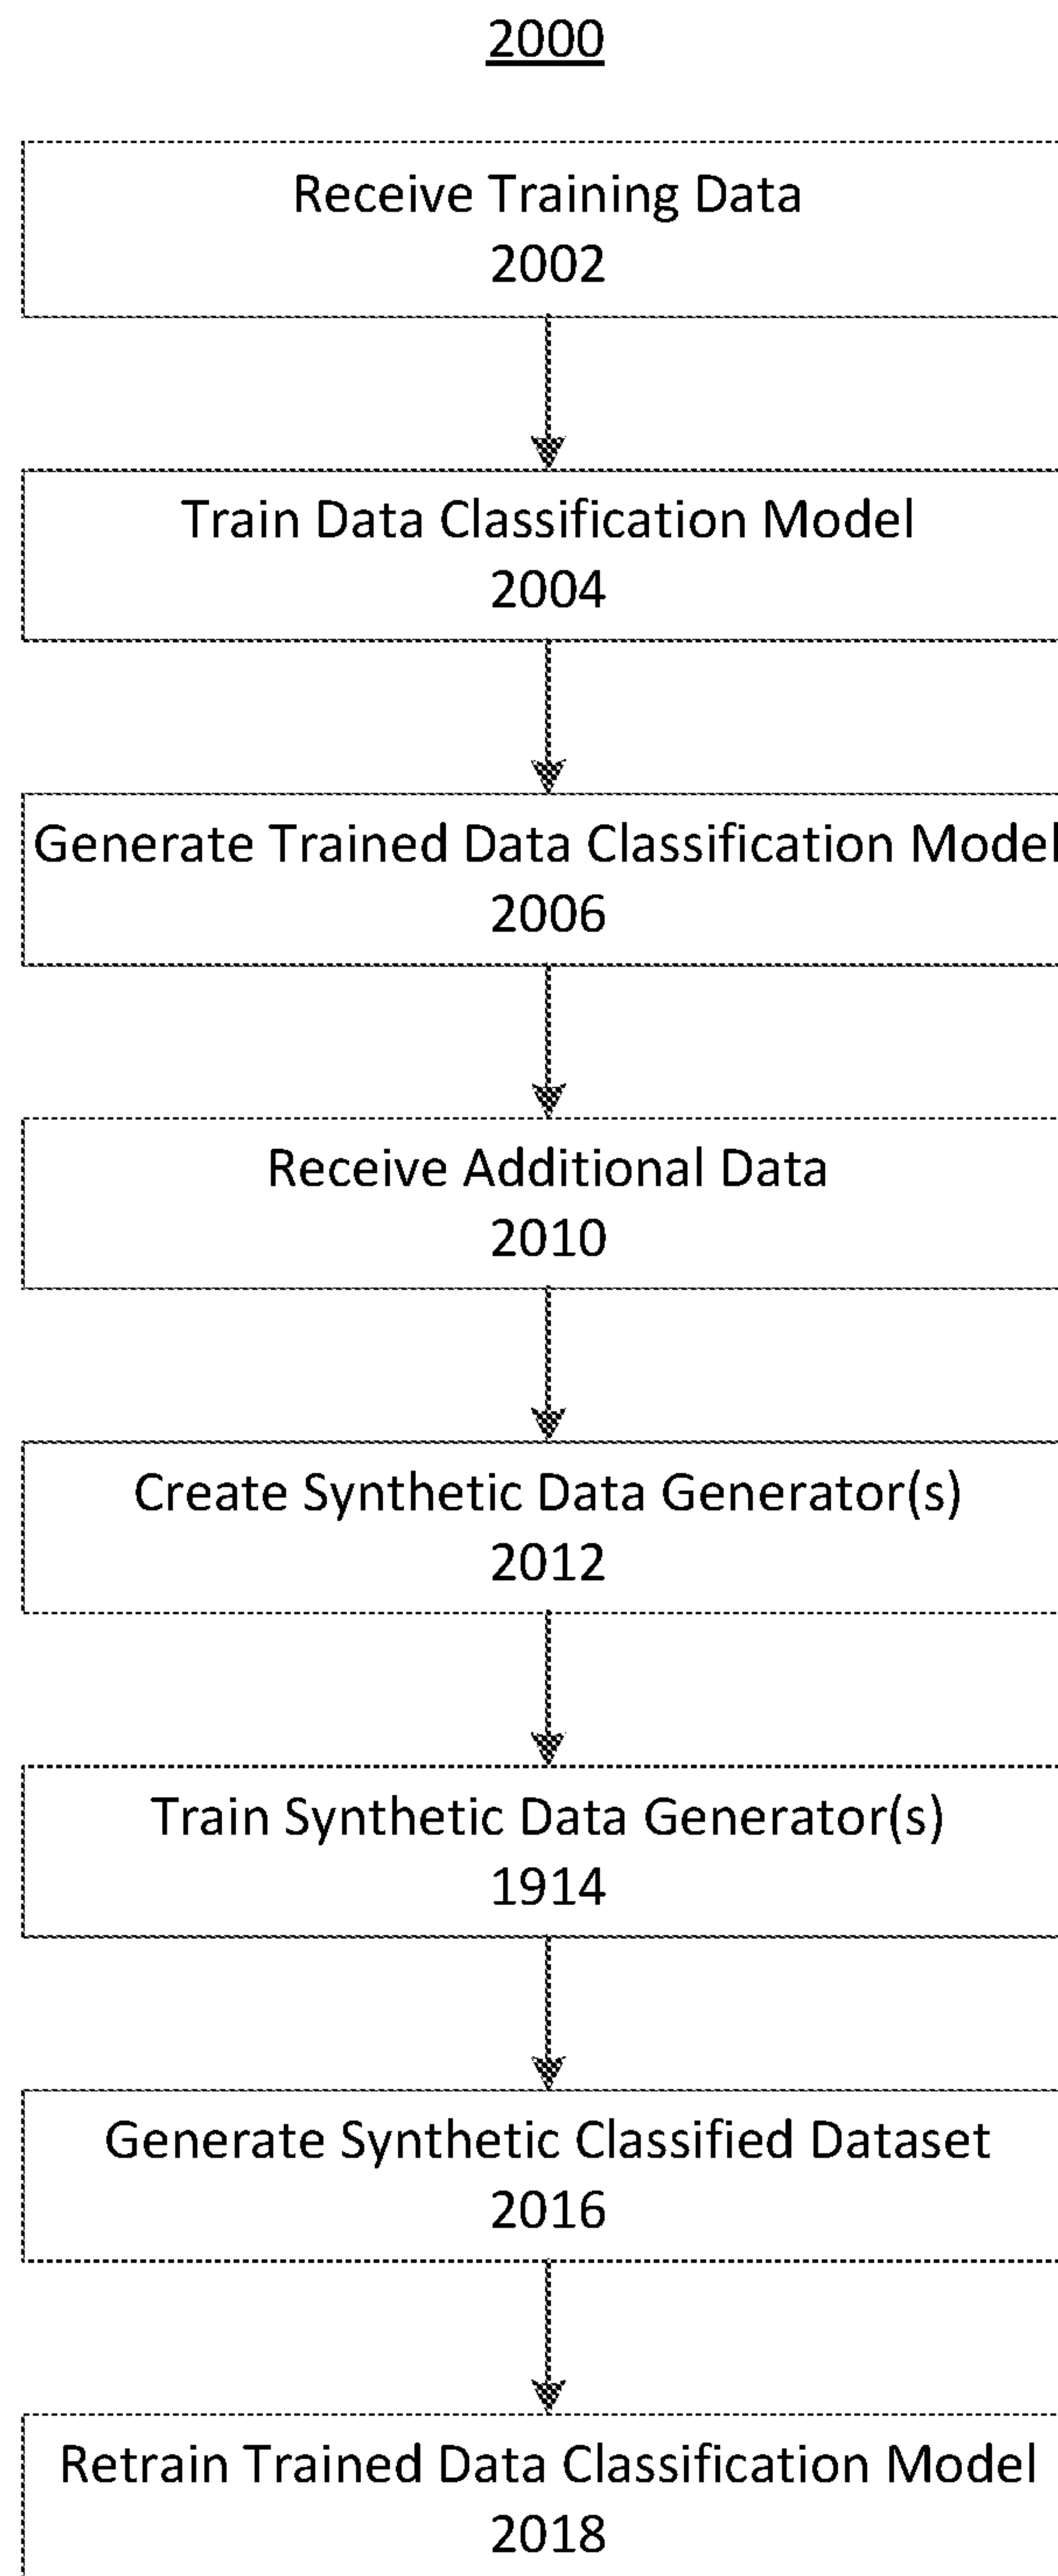 2000
Receive Training Data
2002
Train Data Classification Model
2004
Generate Trained Data Classification Model
2006
Receive Additional Data
2010
Create Synthetic Data Generator(s)
2012
Train Synthetic Data Generator(s)
1914
Generate Synthetic Classified Dataset
2016
Retrain Trained Data Classification Model
2018